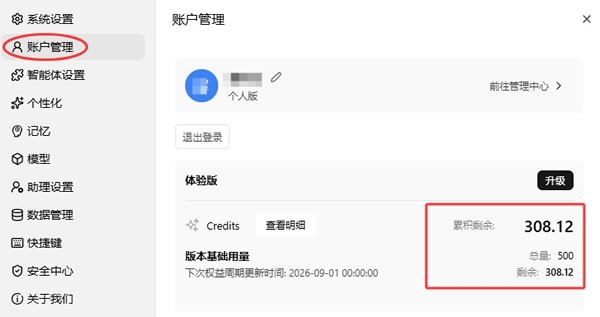 系统设置
账户管理
智能体设置
个性化
记忆
模型
助理设置
数据管理
快捷键
安全中心
关于我们
账户管理
个人版
前往管理中心
退出登录
体验版
升级
Credits 查看明细
累积剩余: 308.12
版本基础用量
总量: 500
下次权益周期更新时间: 2026-09-01 00:00:00
剩余: 308.12